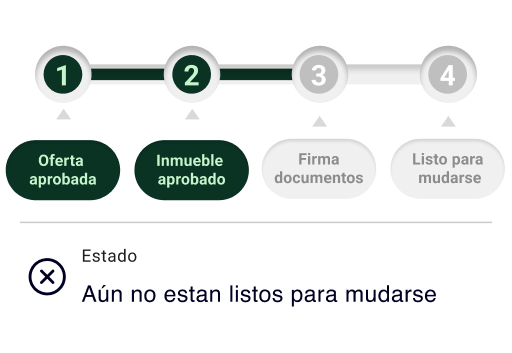 1 2 3 4
Oferta
aprobada
Inmueble
aprobado
Firma
documentos
Listo para
mudarse
Estado
Aún no estan listos para mudarse